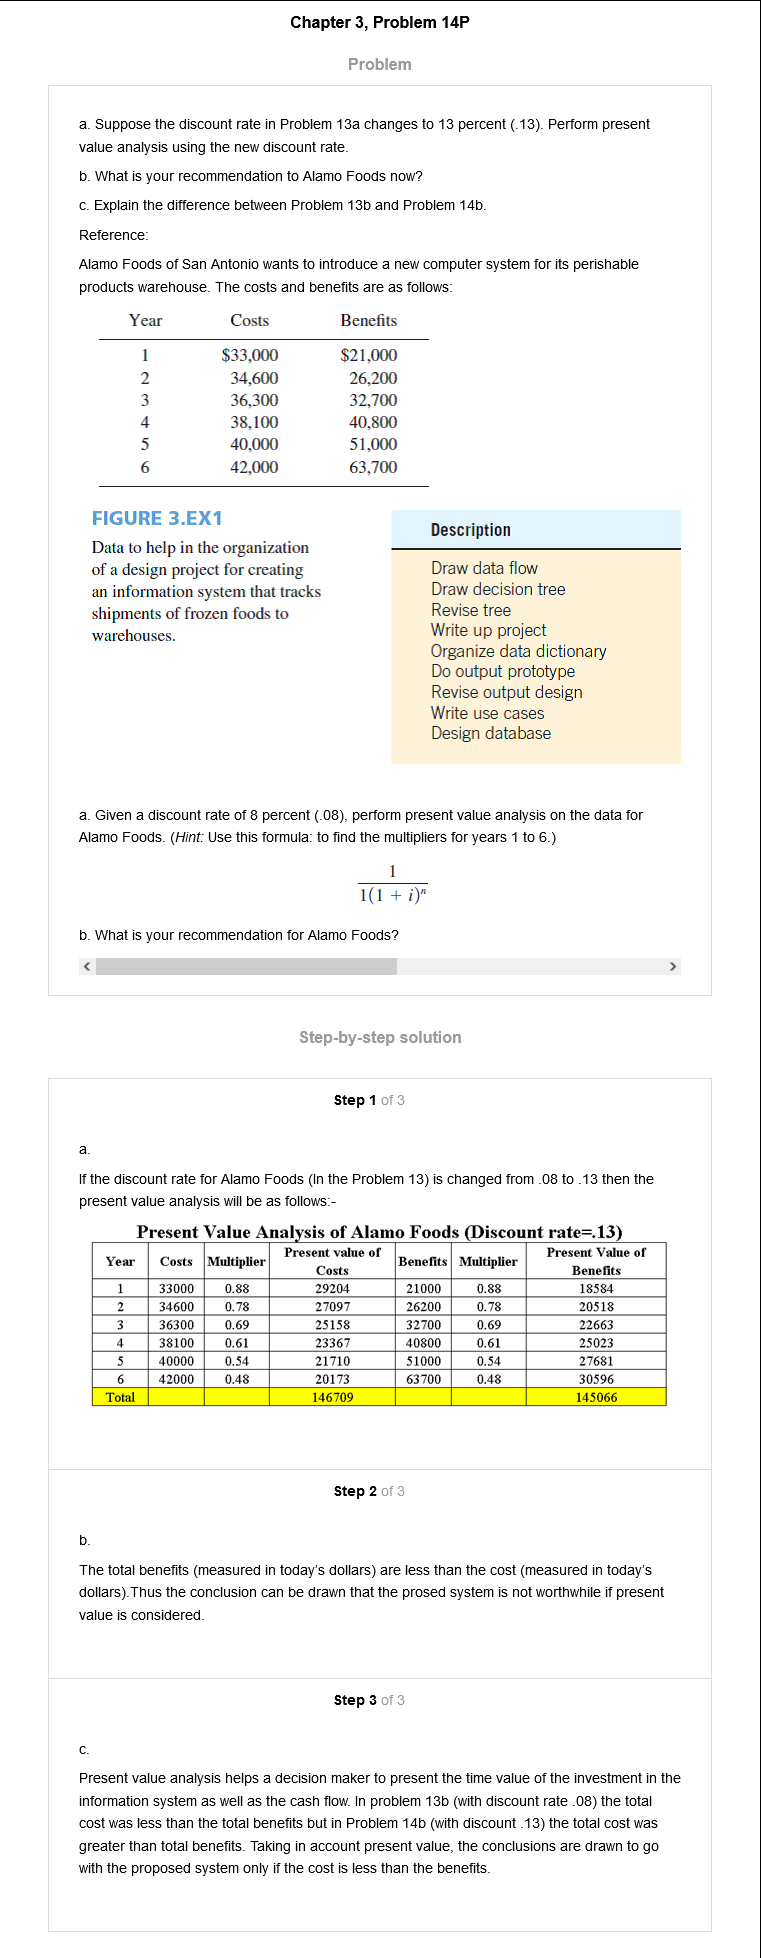 Chapter 3, Problem 14P
Problem
a. Suppose the discount rate in Problem 13a changes to 13 percent (.13). Perform present
value analysis using the new discount rate.
b. What is your recommendation to Alamo Foods now?
c. Explain the difference between Problem 13b and Problem 14b.
Reference:
Alamo Foods of San Antonio wants to introduce a new computer system for its perishable
products warehouse. The costs and benefits are as follows:
Year Costs Benefits
1 $33,000 $21,000
2 34,600 26,200
3 36,300 32,700
4 38,100 40,800
5 40,000 51,000
6 42,000 63,700
FIGURE 3.EX1
Data to help in the organization
of a design project for creating
an information system that tracks
shipments of frozen foods to
warehouses.
Description
Draw data flow
Draw decision tree
Revise tree
Write up project
Organize data dictionary
Do output prototype
Revise output design
Write use cases
Design database
a. Given a discount rate of 8 percent (.08), perform present value analysis on the data for
Alamo Foods. (Hint: Use this formula: to find the multipliers for years 1 to 6.)
1
1(1 + i)ⁿ
b. What is your recommendation for Alamo Foods?
Step-by-step solution
Step 1 of 3
a.
If the discount rate for Alamo Foods (In the Problem 13) is changed from .08 to .13 then the
present value analysis will be as follows:-
Present Value Analysis of Alamo Foods (Discount rate=.13)
Year Costs Multiplier Present value of Costs Benefits Multiplier Present Value of Benefits
1 33000 0.88 29204 21000 0.88 18584
2 34600 0.78 27097 26200 0.78 20518
3 36300 0.69 25158 32700 0.69 22663
4 38100 0.61 23367 40800 0.61 25023
5 40000 0.54 21710 51000 0.54 27681
6 42000 0.48 20173 63700 0.48 30596
Total 146709 145066
Step 2 of 3
b.
The total benefits (measured in today's dollars) are less than the cost (measured in today's
dollars).Thus the conclusion can be drawn that the prosed system is not worthwhile if present
value is considered.
Step 3 of 3
c.
Present value analysis helps a decision maker to present the time value of the investment in the
information system as well as the cash flow. In problem 13b (with discount rate .08) the total
cost was less than the total benefits but in Problem 14b (with discount .13) the total cost was
greater than total benefits. Taking in account present value, the conclusions are drawn to go
with the proposed system only if the cost is less than the benefits.